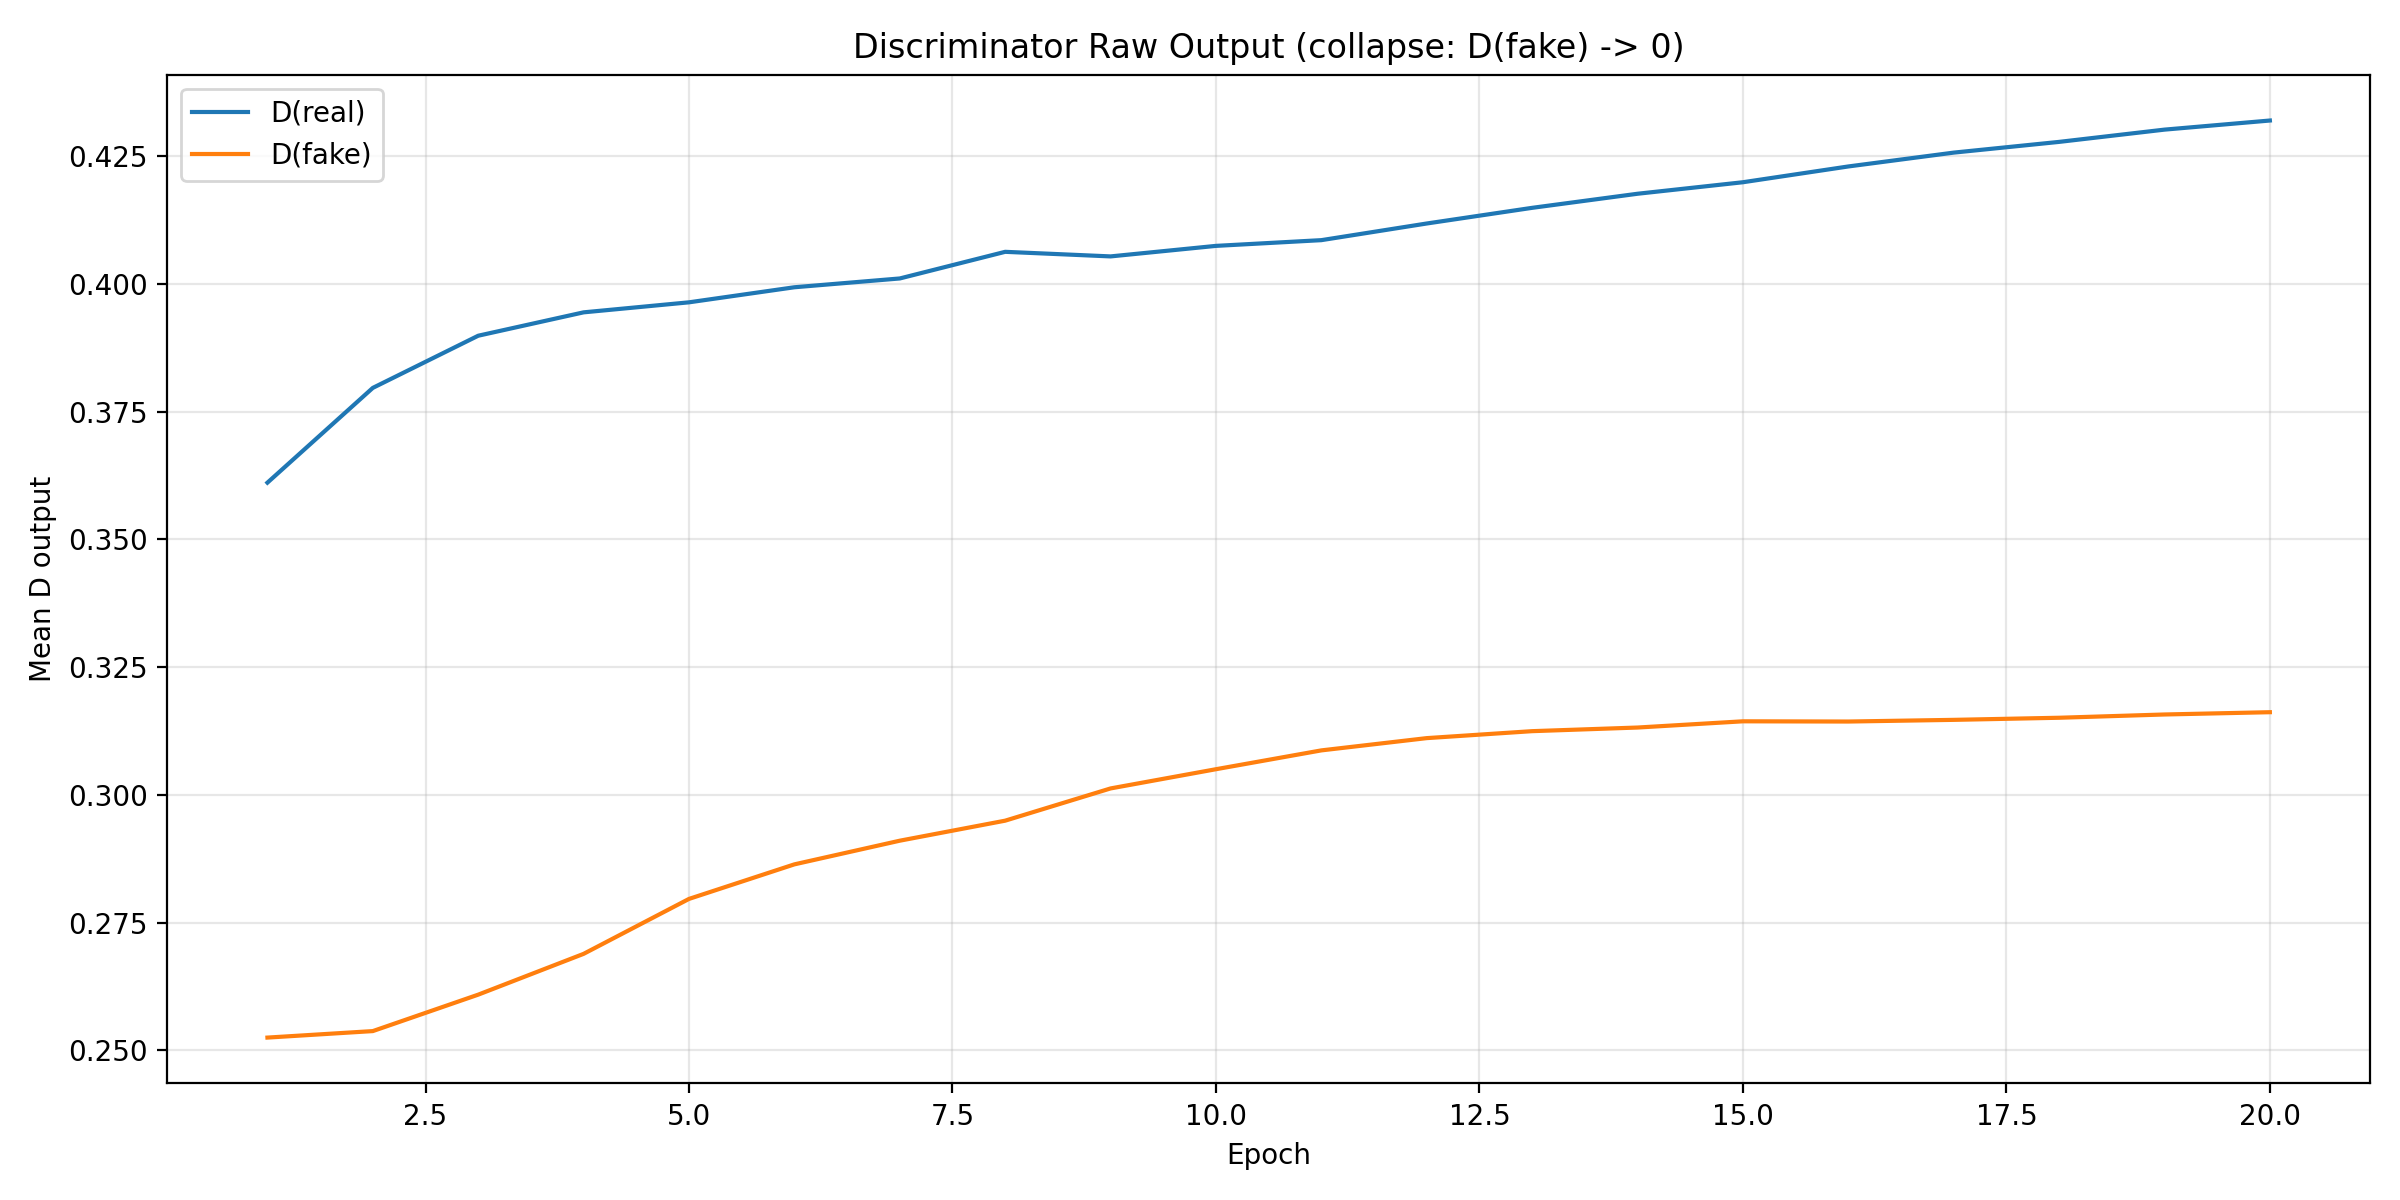 Discriminator Raw Output (collapse: D(fake) -> 0)
D(real)
D(fake)
Mean D output
0.425
0.400
0.375
0.350
0.325
0.300
0.275
0.250
2.5 5.0 7.5 10.0 12.5 15.0 17.5 20.0
Epoch